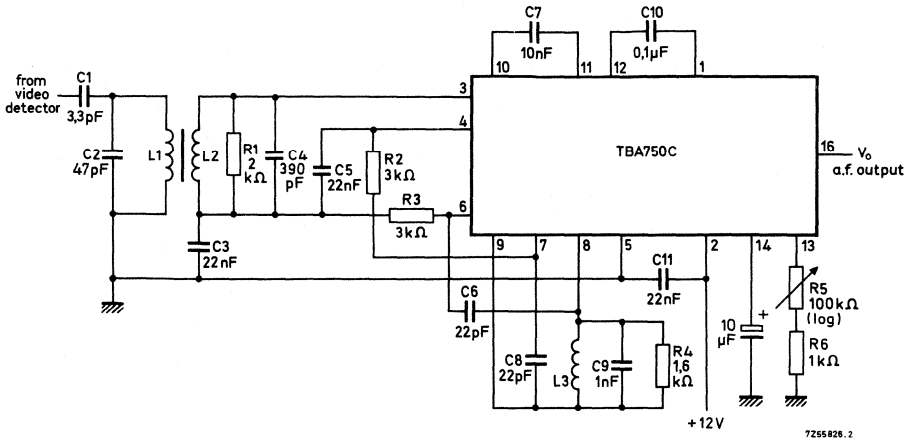 C7
10nF
C10
0,1µF
10
11
12
1
from
video
detector
C1
3,3pF
C2
47pF
L1
L2
R1
2
kΩ
C4
390
pF
C5
22nF
R2
3kΩ
R3
3kΩ
C3
22nF
3
4
6
TBA750C
16
Vo
a.f. output
9
7
8
5
2
14
13
C11
22nF
C6
22pF
C8
22pF
L3
C9
1nF
R4
1,6
kΩ
10
µF
+
R5
100kΩ
(log)
R6
1kΩ
+12V
7Z55826.2